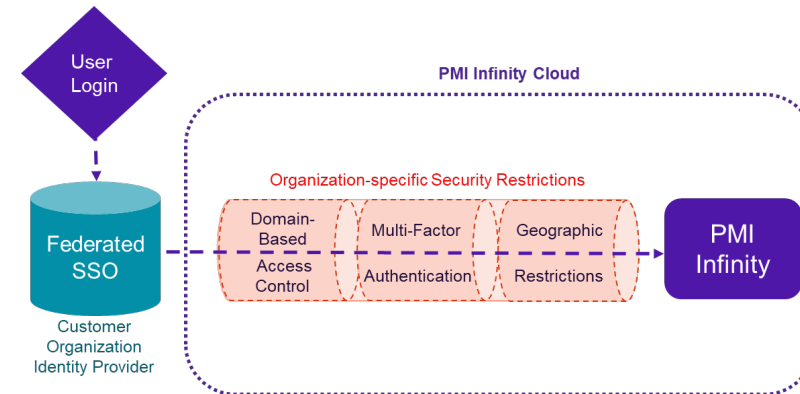 User
Login
PMI Infinity Cloud
Organization-specific Security Restrictions
Federated
SSO
Domain-
Based
Access
Control
Multi-Factor
Authentication
Geographic
Restrictions
PMI
Infinity
Customer
Organization
Identity Provider